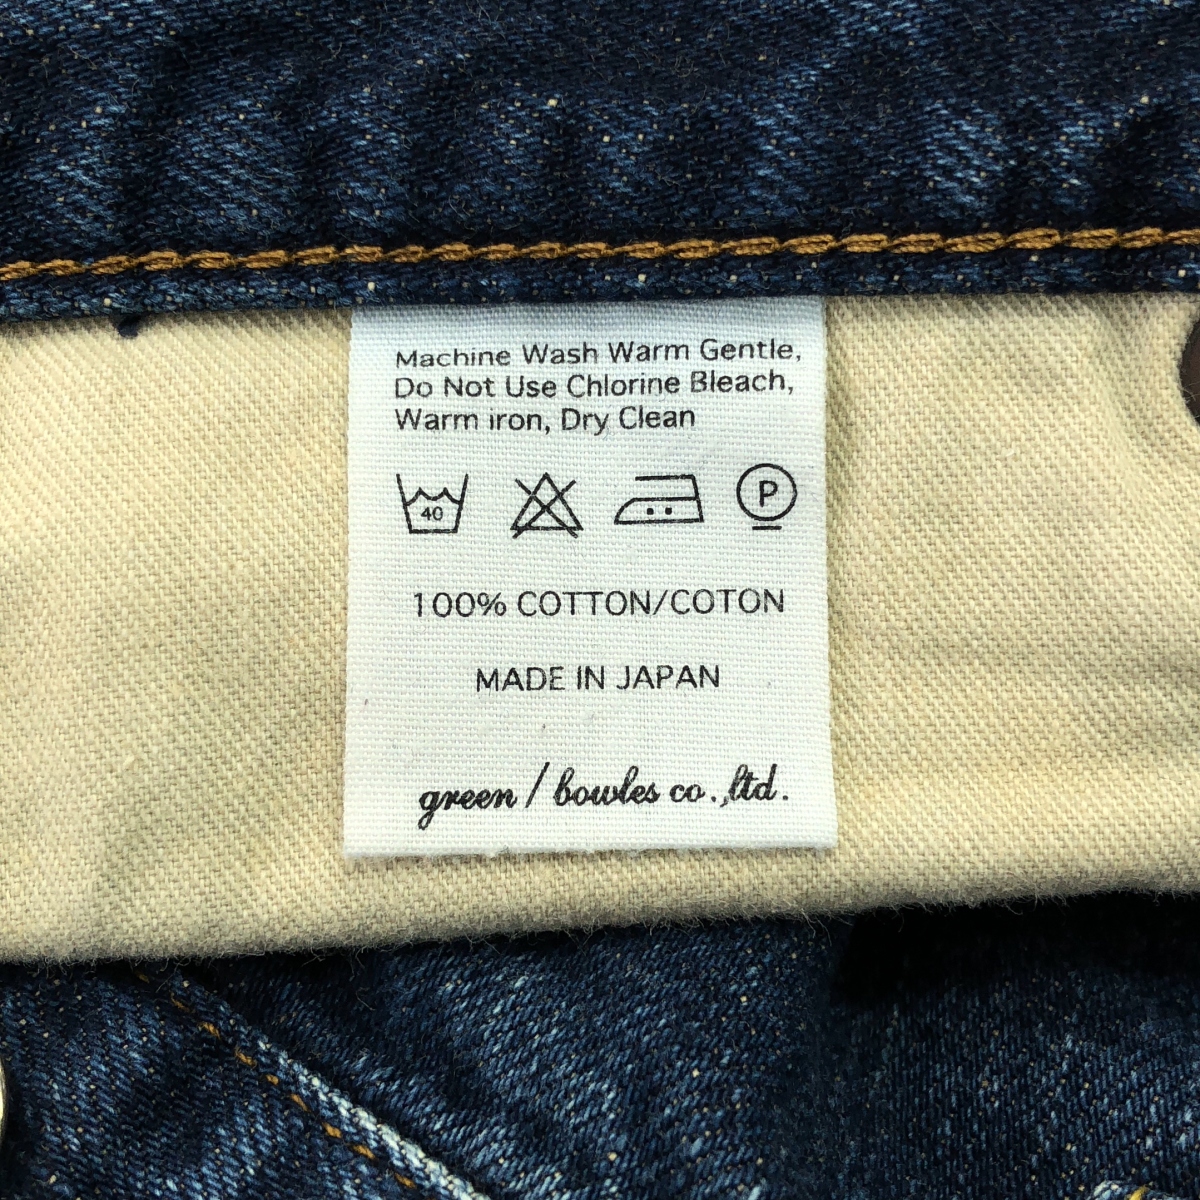 Machine Wash Warm Gentle,
Do Not Use Chlorine Bleach,
Warm iron, Dry Clean
40
P
100% COTTON/COTON
MADE IN JAPAN
green / bowles co.,ltd.